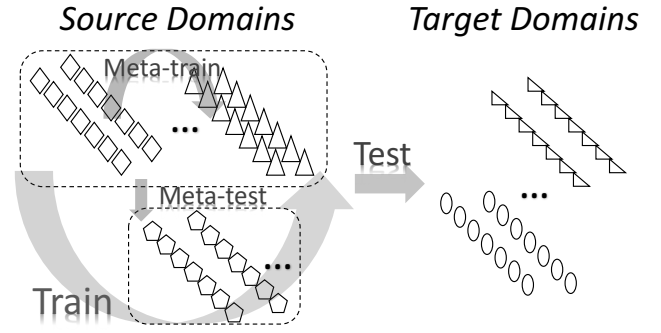 Source Domains
Target Domains
Meta-train
...
Test
Meta-test
...
...
Train